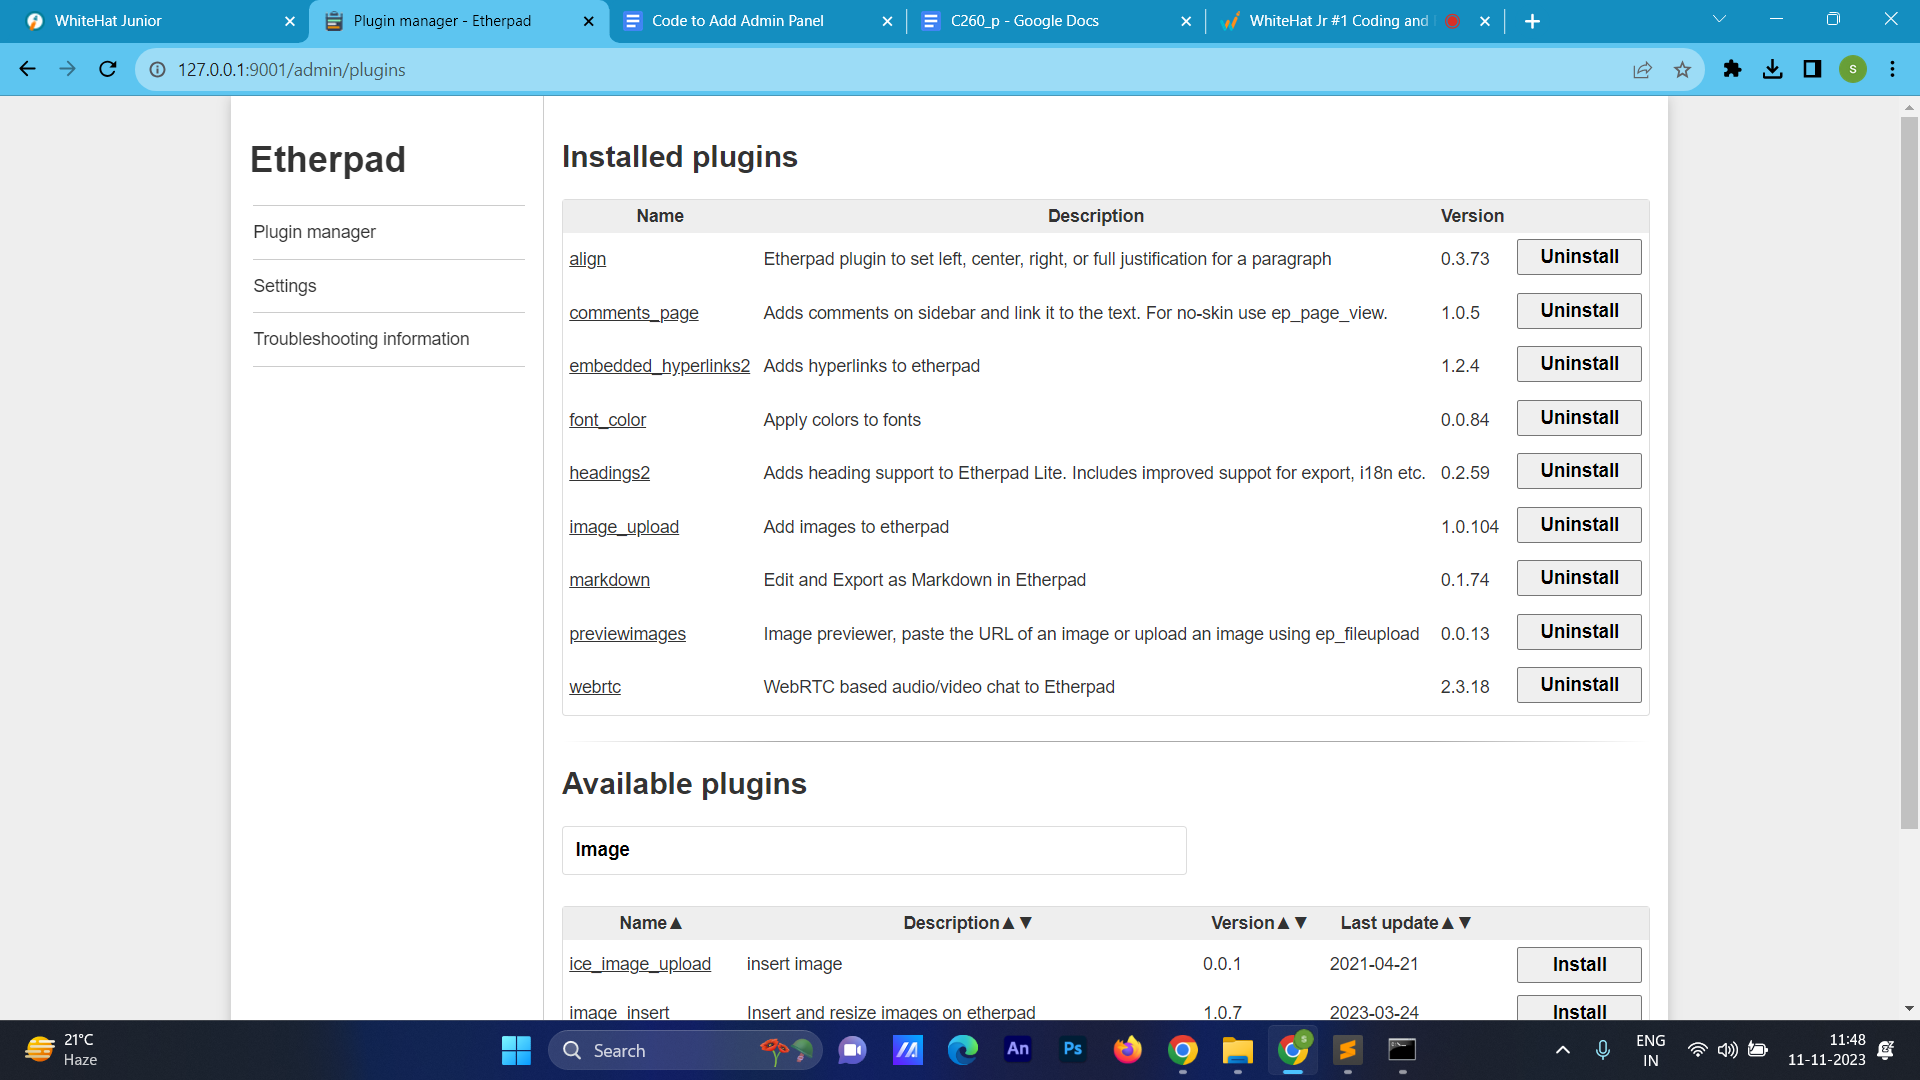 WhiteHat Junior
Plugin manager - Etherpad
Code to Add Admin Panel
C260_p - Google Docs
WhiteHat Jr #1 Coding and
127.0.0.1:9001/admin/plugins
s
Etherpad
Plugin manager
Settings
Troubleshooting information
Installed plugins
Name Description Version
align Etherpad plugin to set left, center, right, or full justification for a paragraph 0.3.73 Uninstall
comments_page Adds comments on sidebar and link it to the text. For no-skin use ep_page_view. 1.0.5 Uninstall
embedded_hyperlinks2 Adds hyperlinks to etherpad 1.2.4 Uninstall
font_color Apply colors to fonts 0.0.84 Uninstall
headings2 Adds heading support to Etherpad Lite. Includes improved suppot for export, i18n etc. 0.2.59 Uninstall
image_upload Add images to etherpad 1.0.104 Uninstall
markdown Edit and Export as Markdown in Etherpad 0.1.74 Uninstall
previewimages Image previewer, paste the URL of an image or upload an image using ep_fileupload 0.0.13 Uninstall
webrtc WebRTC based audio/video chat to Etherpad 2.3.18 Uninstall
Available plugins
Image
Name▲ Description▲▼ Version▲▼ Last update▲▼
ice_image_upload insert image 0.0.1 2021-04-21 Install
image_insert Insert and resize images on etherpad 1.0.7 2023-03-24 Install
21°C
Haze
Search
An
Ps
s
ENG
IN
11:48
11-11-2023